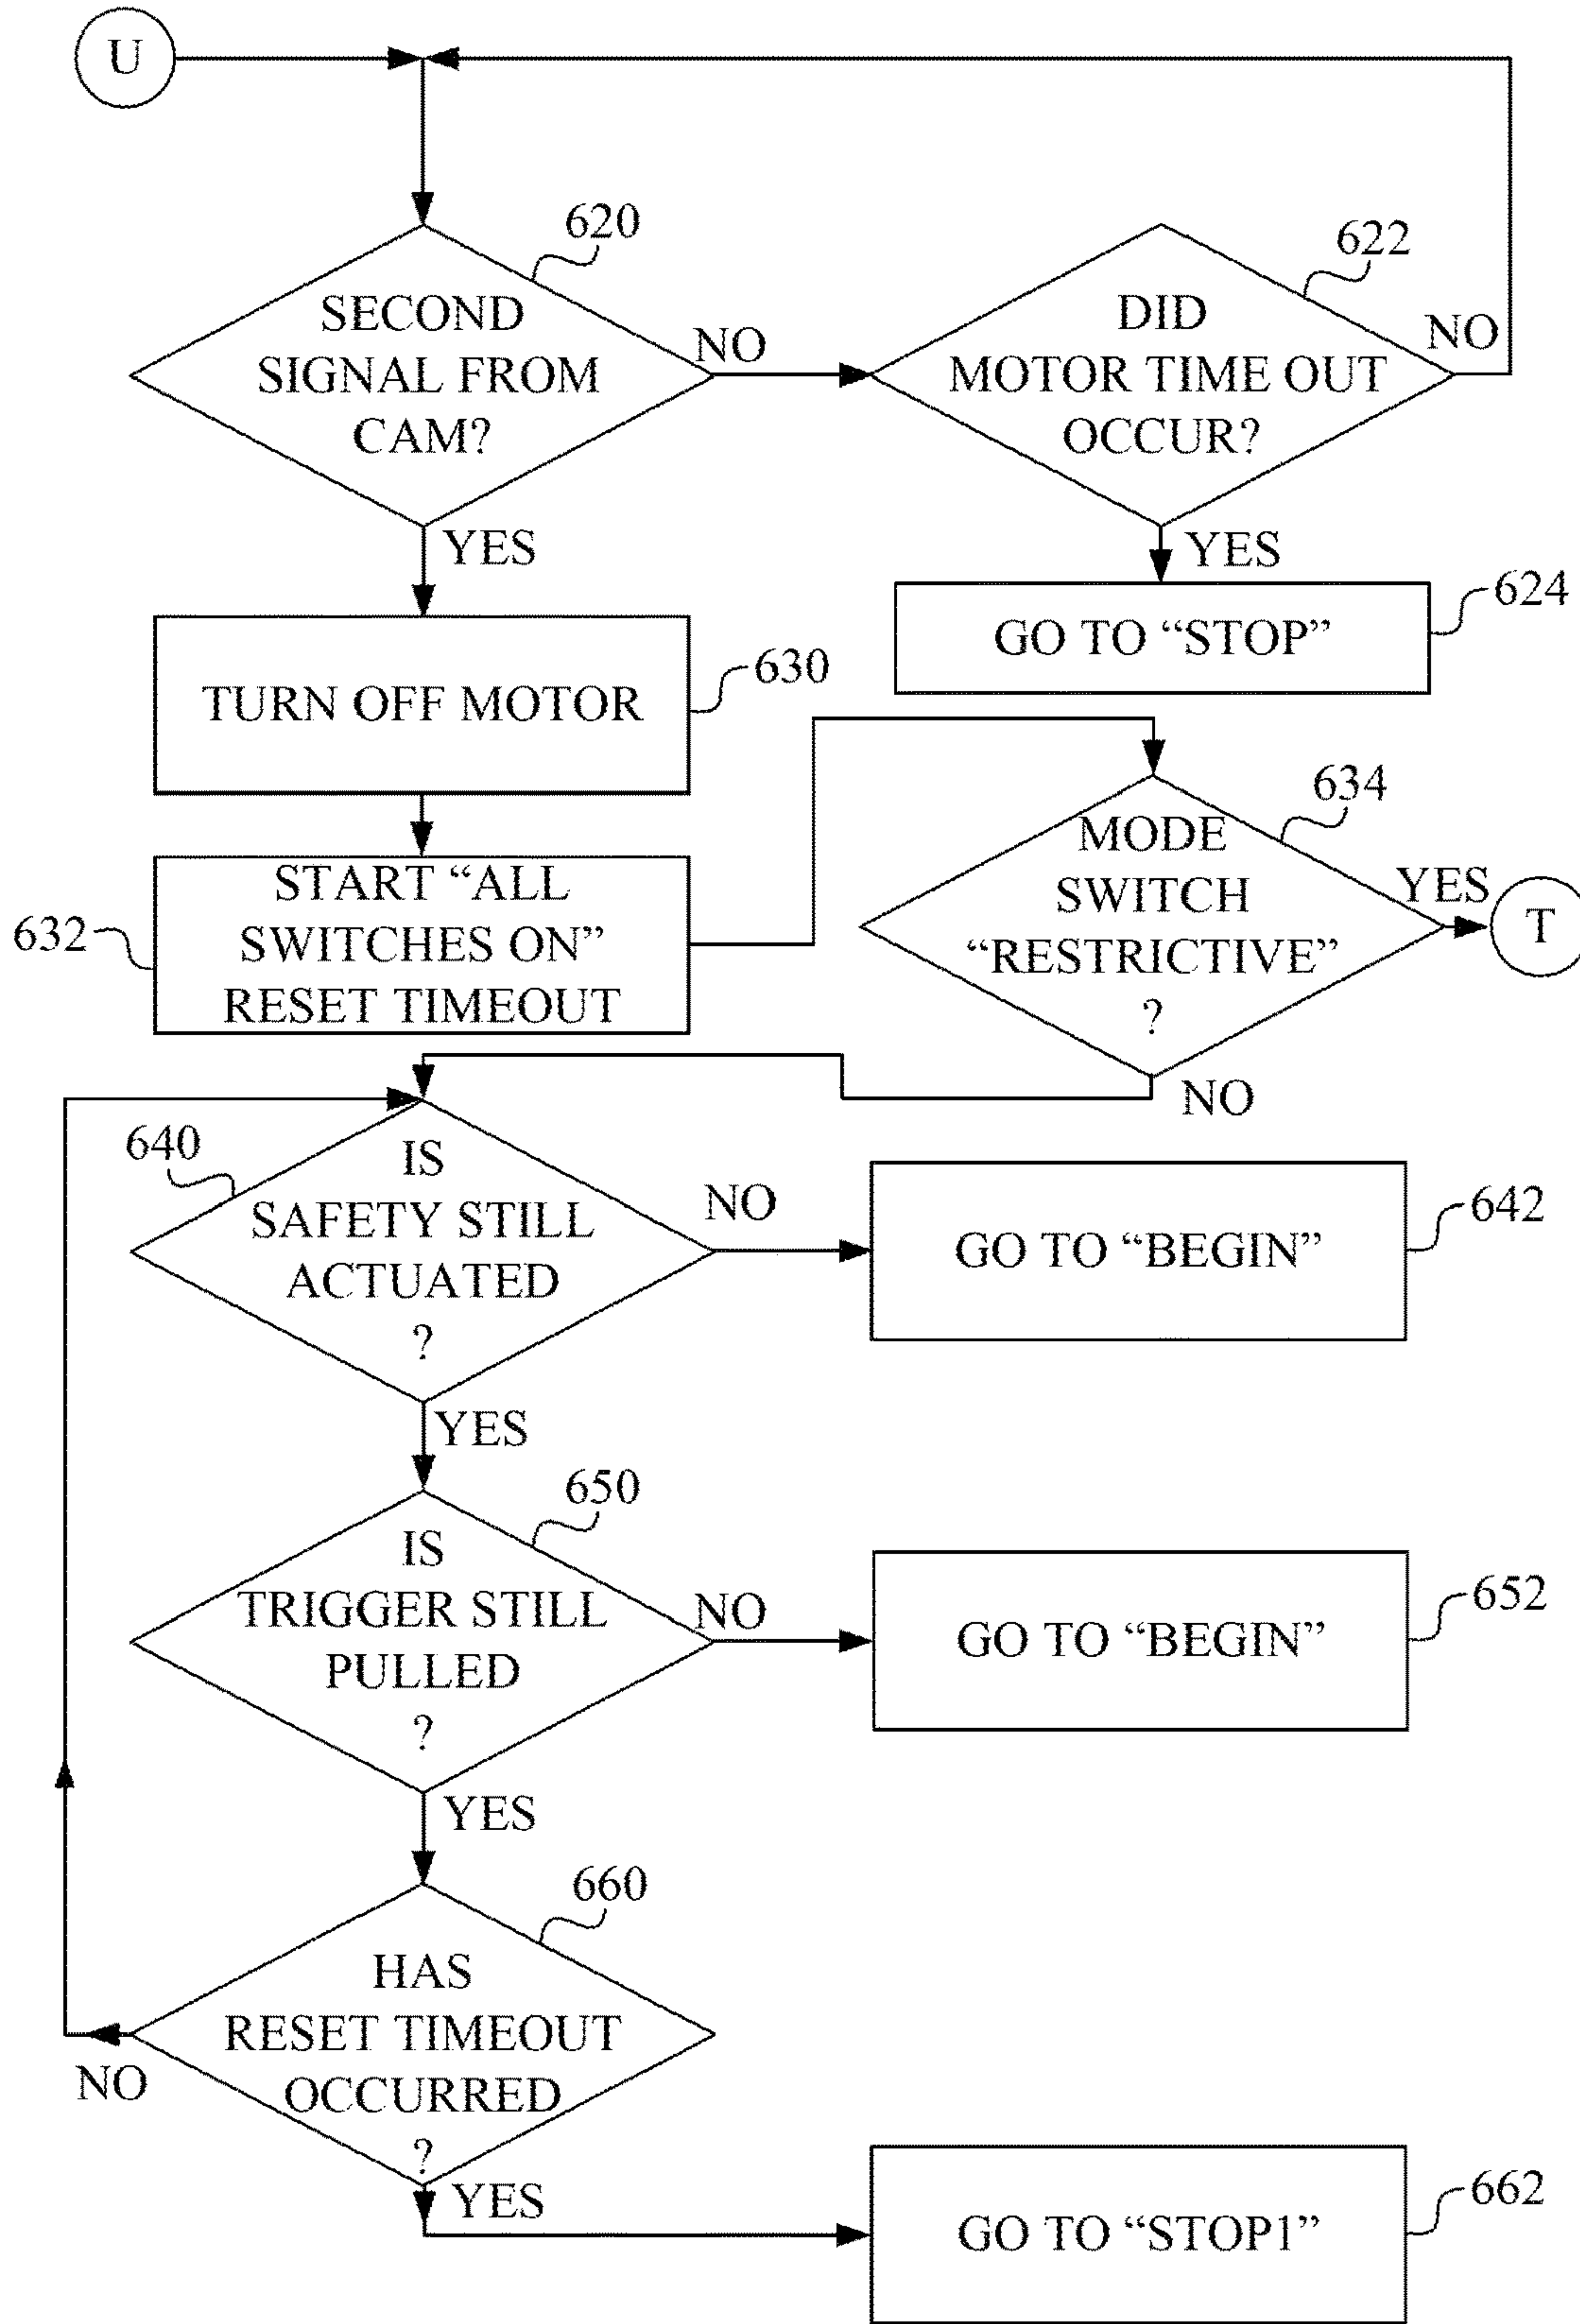 U
620
SECOND
SIGNAL FROM
CAM?
NO
YES
622
DID
MOTOR TIME OUT
OCCUR?
NO
YES
GO TO “STOP”
624
TURN OFF MOTOR
630
632
START “ALL
SWITCHES ON”
RESET TIMEOUT
634
MODE
SWITCH
“RESTRICTIVE”
?
YES
T
NO
640
IS
SAFETY STILL
ACTUATED
?
NO
GO TO “BEGIN”
642
YES
650
IS
TRIGGER STILL
PULLED
?
NO
GO TO “BEGIN”
652
YES
660
HAS
RESET TIMEOUT
OCCURRED
?
NO
YES
GO TO “STOP1”
662